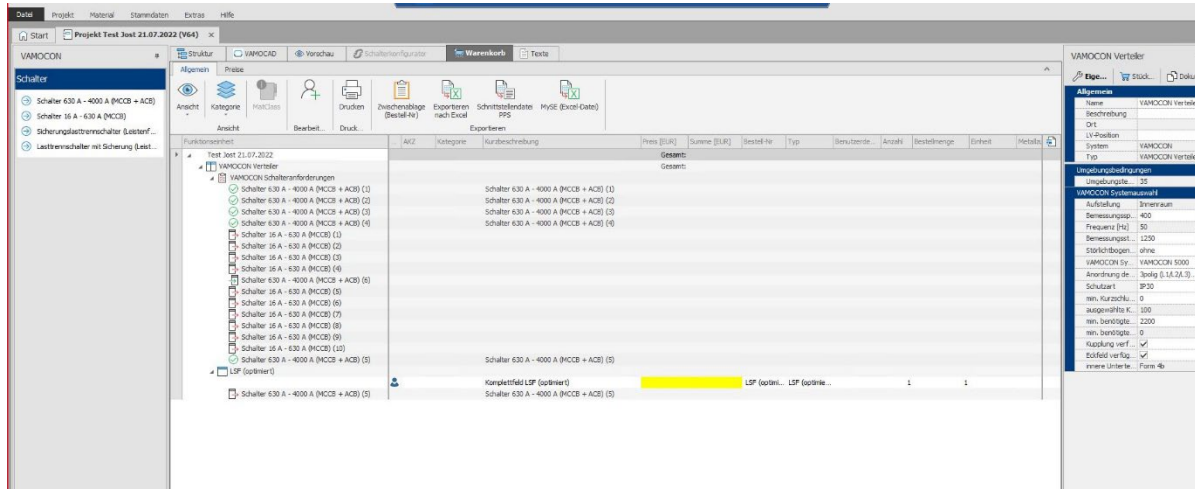 Datei Projekt Material Stammdaten Extras Hilfe
Start Projekt Test Jost 21.07.2022 (V64)
VAMOCON
Schalter
Schalter 630 A - 4000 A (MCCB + ACB)
Schalter 16 A - 630 A (MCCB)
Sicherungslasttrennschalter (Leistenf...
Lasttrennschalter mit Sicherung (Leist...
Struktur VAMOCAD Vorschau Schalterkonfigurator Warenkorb Texte
Allgemein Preise
Ansicht Kategorie MatClass Drucken Zwischenablage (Bestell-Nr) Exportieren nach Excel Schnittstellendatei PPS MySE (Excel-Datei)
Ansicht Bearbeit... Druck... Exportieren
Funktionseinheit ... AKZ Kategorie Kurzbeschreibung Preis [EUR] Summe [EUR] Bestell-Nr Typ Benutzerde... Anzahl Bestellmenge Einheit Metallz
Test Jost 21.07.2022 Gesamt:
VAMOCON Verteiler Gesamt:
VAMOCON Schalteranforderungen
Schalter 630 A - 4000 A (MCCB + ACB) (1) Schalter 630 A - 4000 A (MCCB + ACB) (1)
Schalter 630 A - 4000 A (MCCB + ACB) (2) Schalter 630 A - 4000 A (MCCB + ACB) (2)
Schalter 630 A - 4000 A (MCCB + ACB) (3) Schalter 630 A - 4000 A (MCCB + ACB) (3)
Schalter 630 A - 4000 A (MCCB + ACB) (4) Schalter 630 A - 4000 A (MCCB + ACB) (4)
Schalter 16 A - 630 A (MCCB) (1)
Schalter 16 A - 630 A (MCCB) (2)
Schalter 16 A - 630 A (MCCB) (3)
Schalter 16 A - 630 A (MCCB) (4)
Schalter 630 A - 4000 A (MCCB + ACB) (6)
Schalter 16 A - 630 A (MCCB) (5)
Schalter 16 A - 630 A (MCCB) (6)
Schalter 16 A - 630 A (MCCB) (7)
Schalter 16 A - 630 A (MCCB) (8)
Schalter 16 A - 630 A (MCCB) (9)
Schalter 16 A - 630 A (MCCB) (10)
Schalter 630 A - 4000 A (MCCB + ACB) (5) Schalter 630 A - 4000 A (MCCB + ACB) (5)
LSF (optimiert)
Komplettfeld LSF (optimiert) LSF (optimi... LSF (optimie... 1 1
Schalter 630 A - 4000 A (MCCB + ACB) (5) Schalter 630 A - 4000 A (MCCB + ACB) (5)
VAMOCON Verteiler
Eige... Stück... Doku
Allgemein
Name VAMOCON Verteile
Beschreibung
Ort
LV-Position
System VAMOCON
Typ VAMOCON Verteile
Umgebungsbedingungen
Umgebungste... 35
VAMOCON Systemauswahl
Aufstellung Innenraum
Bemessungssp... 400
Frequenz [Hz] 50
Bemessungsst... 1250
Störlichtbogen... ohne
VAMOCON Sy... VAMOCON 5000
Anordnung de... 3polig (L1/L2/L3)...
Schutzart IP30
min. Kurzschlu... 0
ausgewählte K... 100
min. benötigte... 2200
min. benötigte... 0
Kupplung verf...
Eckfeld verfüg...
innere Unterte... Form 4b